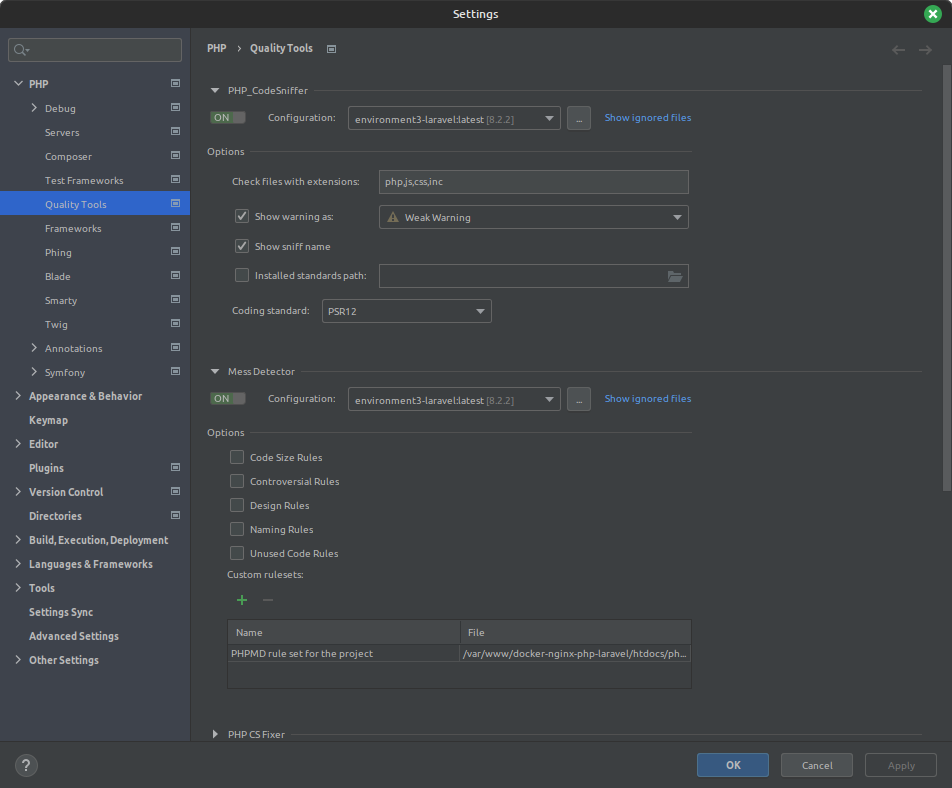 Settings
PHP › Quality Tools
PHP
Debug
Servers
Composer
Test Frameworks
Quality Tools
Frameworks
Phing
Blade
Smarty
Twig
Annotations
Symfony
Appearance & Behavior
Keymap
Editor
Plugins
Version Control
Directories
Build, Execution, Deployment
Languages & Frameworks
Tools
Settings Sync
Advanced Settings
Other Settings
PHP_CodeSniffer
ON Configuration: environment3-laravel:latest [8.2.2] ... Show ignored files
Options
Check files with extensions: php,js,css,inc
Show warning as: Weak Warning
Show sniff name
Installed standards path:
Coding standard: PSR12
Mess Detector
ON Configuration: environment3-laravel:latest [8.2.2] ... Show ignored files
Options
Code Size Rules
Controversial Rules
Design Rules
Naming Rules
Unused Code Rules
Custom rulesets:
Name File
PHPMD rule set for the project /var/www/docker-nginx-php-laravel/htdocs/ph...
PHP CS Fixer
? OK Cancel Apply